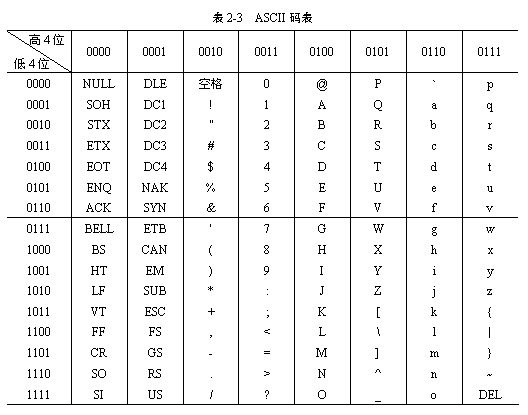 表 2-3 ASCII 码表
高 4 位 0000 0001 0010 0011 0100 0101 0110 0111
低 4 位
0000 NULL DLE 空格 0 @ P ` p
0001 SOH DC1 ! 1 A Q a q
0010 STX DC2 " 2 B R b r
0011 ETX DC3 # 3 C S c s
0100 EOT DC4 $ 4 D T d t
0101 ENQ NAK % 5 E U e u
0110 ACK SYN & 6 F V f v
0111 BELL ETB ' 7 G W g w
1000 BS CAN ( 8 H X h x
1001 HT EM ) 9 I Y i y
1010 LF SUB * : J Z j z
1011 VT ESC + ; K [ k {
1100 FF FS , < L \ l |
1101 CR GS - = M ] m }
1110 SO RS . > N ^ n ~
1111 SI US / ? O _ o DEL